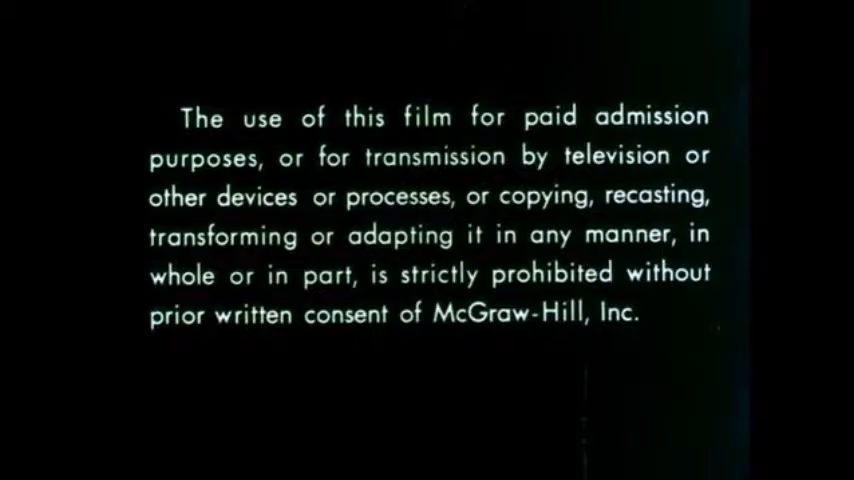 The use of this film for paid admission
purposes, or for transmission by television or
other devices or processes, or copying, recasting,
transforming or adapting it in any manner, in
whole or in part, is strictly prohibited without
prior written consent of McGraw-Hill, Inc.